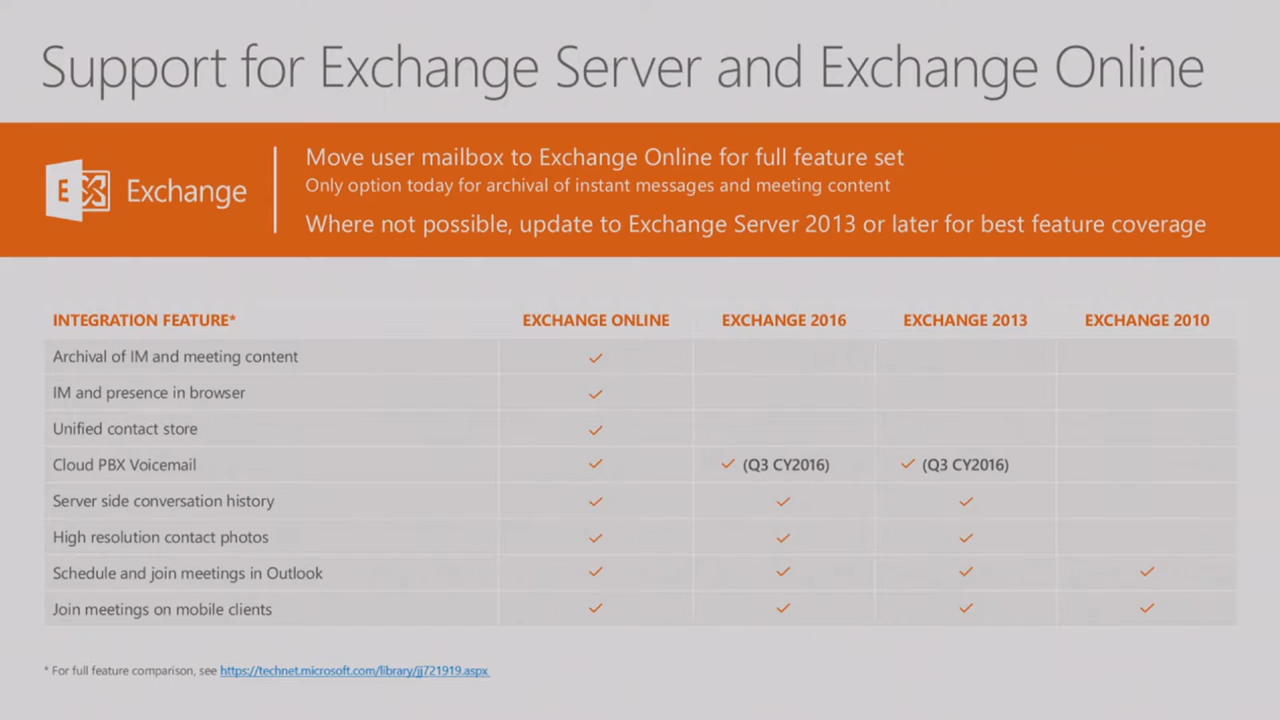 Support for Exchange Server and Exchange Online
E
Exchange
Move user mailbox to Exchange Online for full feature set
Only option today for archival of instant messages and meeting content
Where not possible, update to Exchange Server 2013 or later for best feature coverage
INTEGRATION FEATURE* EXCHANGE ONLINE EXCHANGE 2016 EXCHANGE 2013 EXCHANGE 2010
Archival of IM and meeting content ✓
IM and presence in browser ✓
Unified contact store ✓
Cloud PBX Voicemail ✓ ✓ (Q3 CY2016) ✓ (Q3 CY2016)
Server side conversation history ✓ ✓ ✓
High resolution contact photos ✓ ✓ ✓
Schedule and join meetings in Outlook ✓ ✓ ✓ ✓
Join meetings on mobile clients ✓ ✓ ✓ ✓
* For full feature comparison, see https://technet.microsoft.com/library/jj721919.aspx